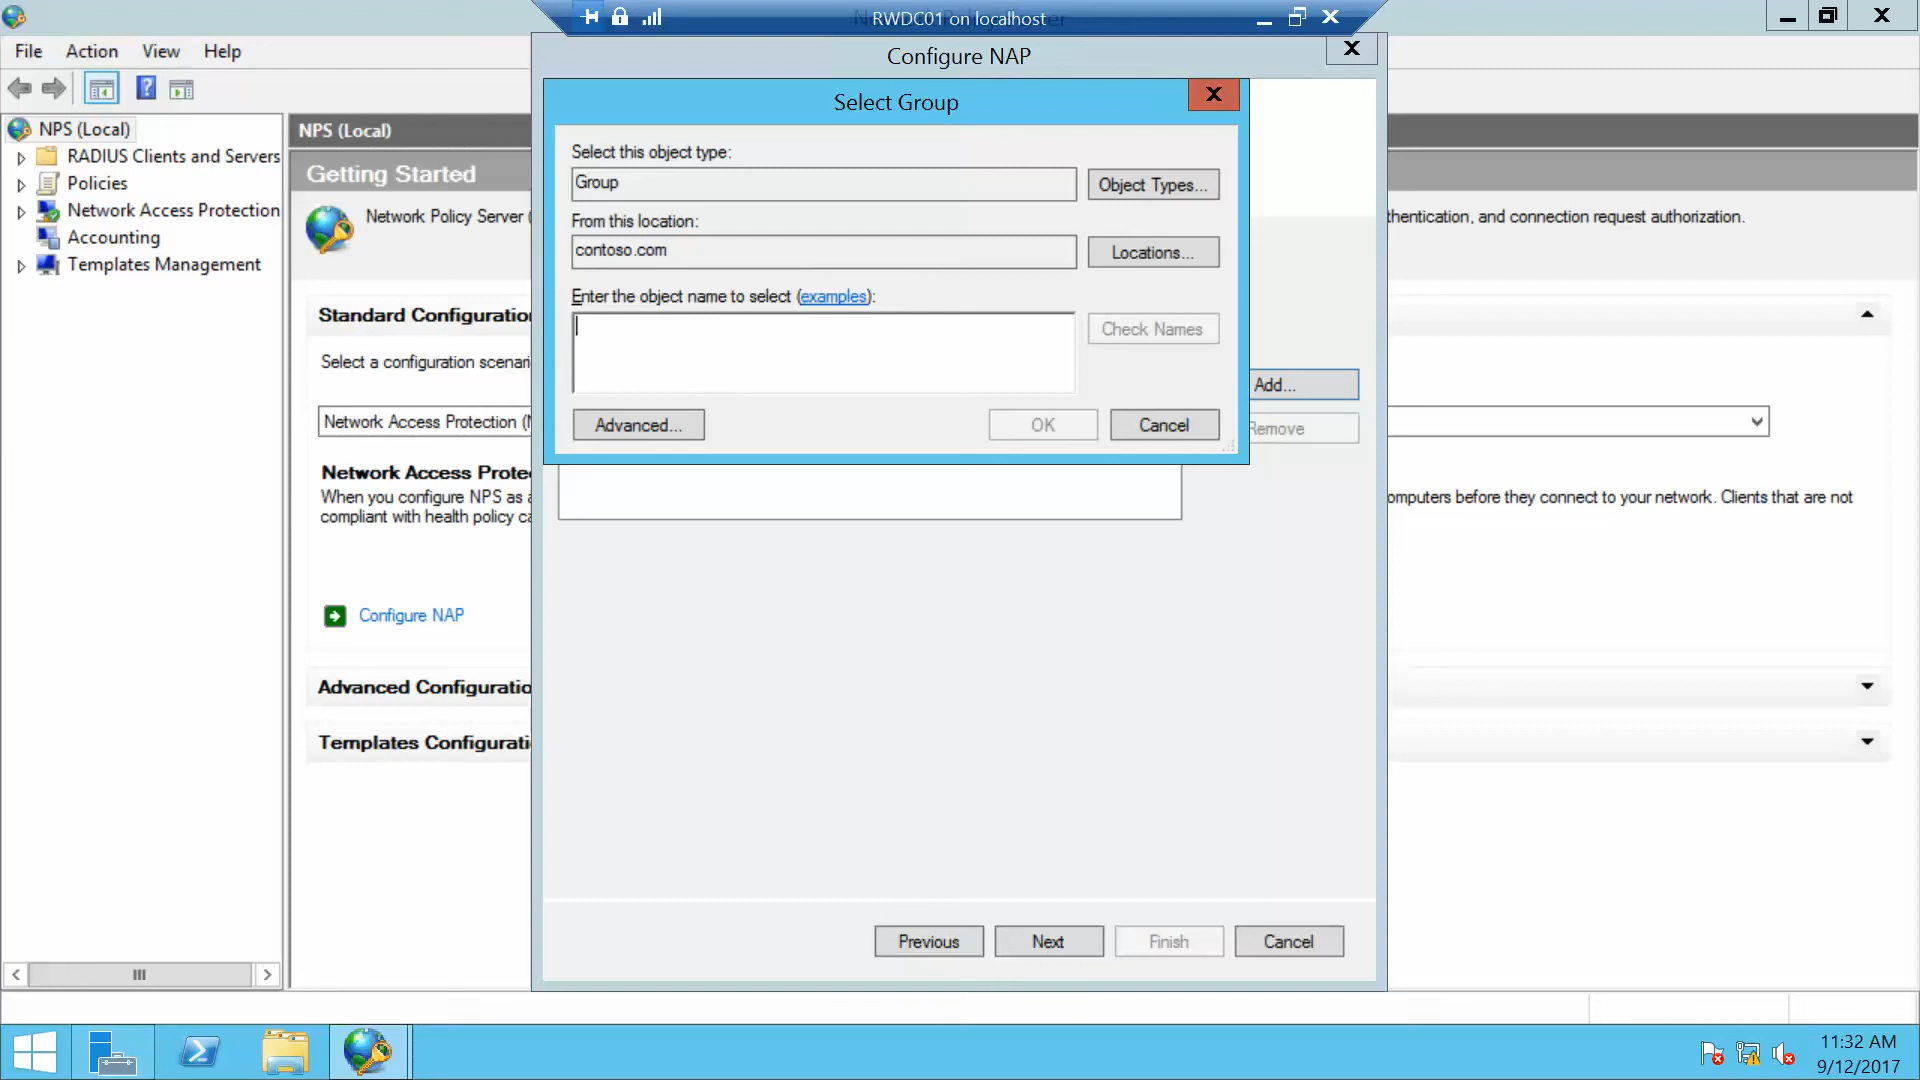 RWDC01 on localhost
File Action View Help
Configure NAP
Select Group
NPS (Local)
RADIUS Clients and Servers
Policies
Network Access Protection
Accounting
Templates Management
NPS (Local)
Getting Started
Network Policy Server (
thentication, and connection request authorization.
Select this object type:
Group
Object Types...
From this location:
contoso.com
Locations...
Enter the object name to select (examples):
Check Names
Advanced...
OK
Cancel
Add...
Remove
Standard Configuration
Select a configuration scenari
Network Access Protection (N
Network Access Protec
When you configure NPS as a
omputers before they connect to your network. Clients that are not
compliant with health policy ca
Configure NAP
Advanced Configuratio
Templates Configurati
Previous
Next
Finish
Cancel
11:32 AM
9/12/2017